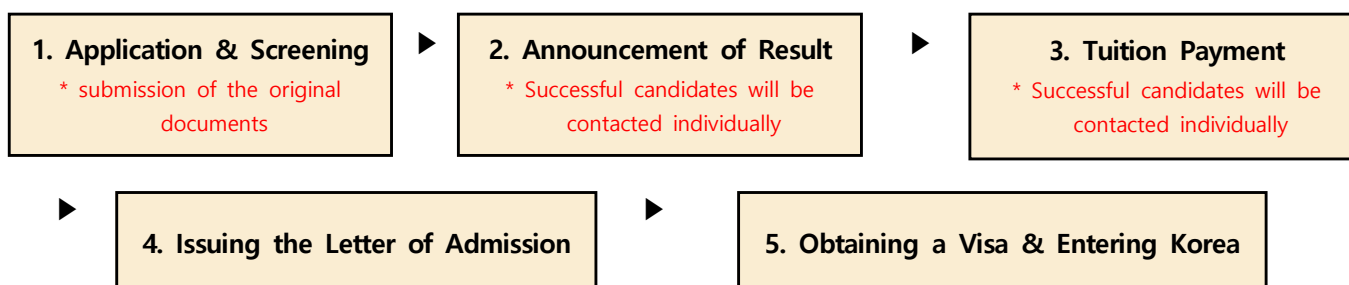 1. Application & Screening
* submission of the original
documents
2. Announcement of Result
* Successful candidates will be
contacted individually
3. Tuition Payment
* Successful candidates will be
contacted individually
4. Issuing the Letter of Admission
5. Obtaining a Visa & Entering Korea